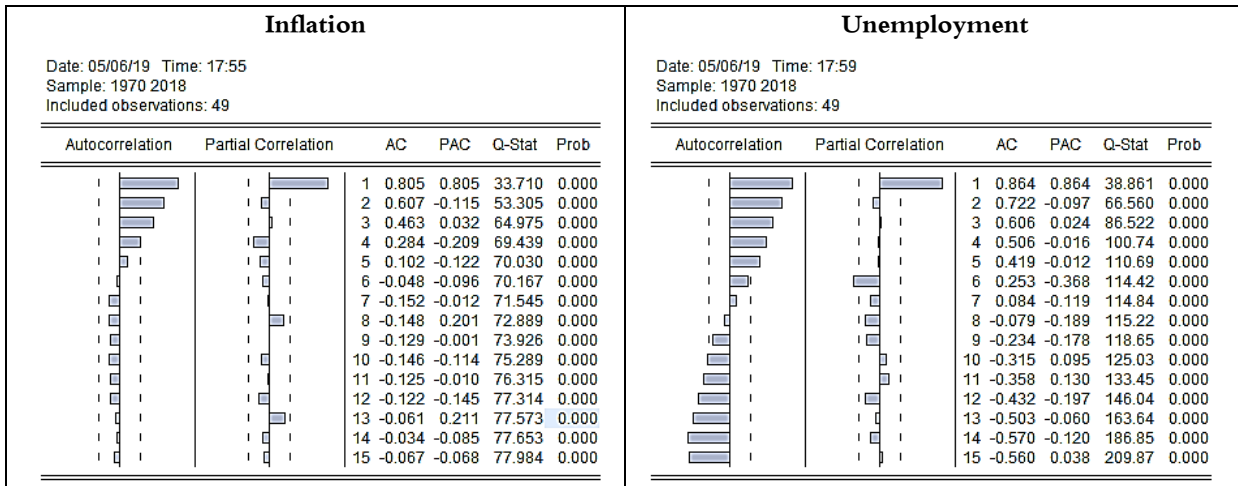 Inflation
Date: 05/06/19 Time: 17:55
Sample: 1970 2018
Included observations: 49
Autocorrelation Partial Correlation AC PAC Q-Stat Prob
1 0.805 0.805 33.710 0.000
2 0.607 -0.115 53.305 0.000
3 0.463 0.032 64.975 0.000
4 0.284 -0.209 69.439 0.000
5 0.102 -0.122 70.030 0.000
6 -0.048 -0.096 70.167 0.000
7 -0.152 -0.012 71.545 0.000
8 -0.148 0.201 72.889 0.000
9 -0.129 -0.001 73.926 0.000
10 -0.146 -0.114 75.289 0.000
11 -0.125 -0.010 76.315 0.000
12 -0.122 -0.145 77.314 0.000
13 -0.061 0.211 77.573 0.000
14 -0.034 -0.085 77.653 0.000
15 -0.067 -0.068 77.984 0.000
Unemployment
Date: 05/06/19 Time: 17:59
Sample: 1970 2018
Included observations: 49
Autocorrelation Partial Correlation AC PAC Q-Stat Prob
1 0.864 0.864 38.861 0.000
2 0.722 -0.097 66.560 0.000
3 0.606 0.024 86.522 0.000
4 0.506 -0.016 100.74 0.000
5 0.419 -0.012 110.69 0.000
6 0.253 -0.368 114.42 0.000
7 0.084 -0.119 114.84 0.000
8 -0.079 -0.189 115.22 0.000
9 -0.234 -0.178 118.65 0.000
10 -0.315 0.095 125.03 0.000
11 -0.358 0.130 133.45 0.000
12 -0.432 -0.197 146.04 0.000
13 -0.503 -0.060 163.64 0.000
14 -0.570 -0.120 186.85 0.000
15 -0.560 0.038 209.87 0.000